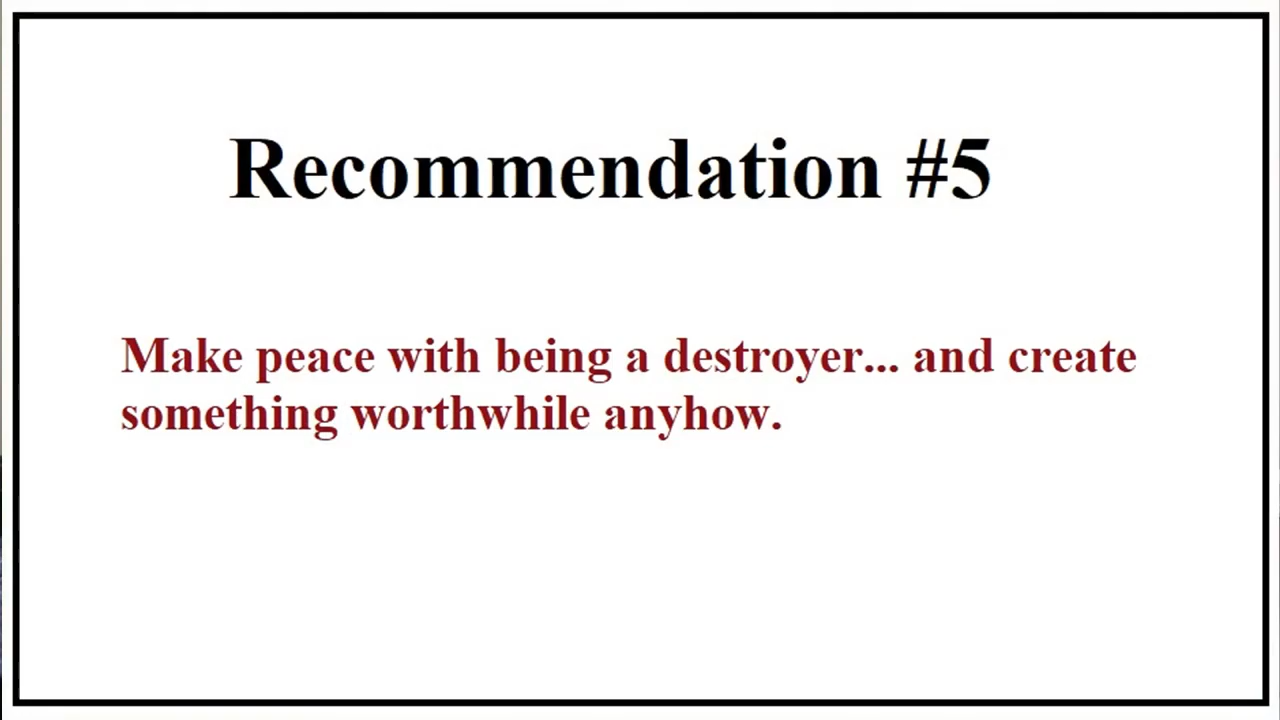 Recommendation #5
Make peace with being a destroyer... and create
something worthwhile anyhow.